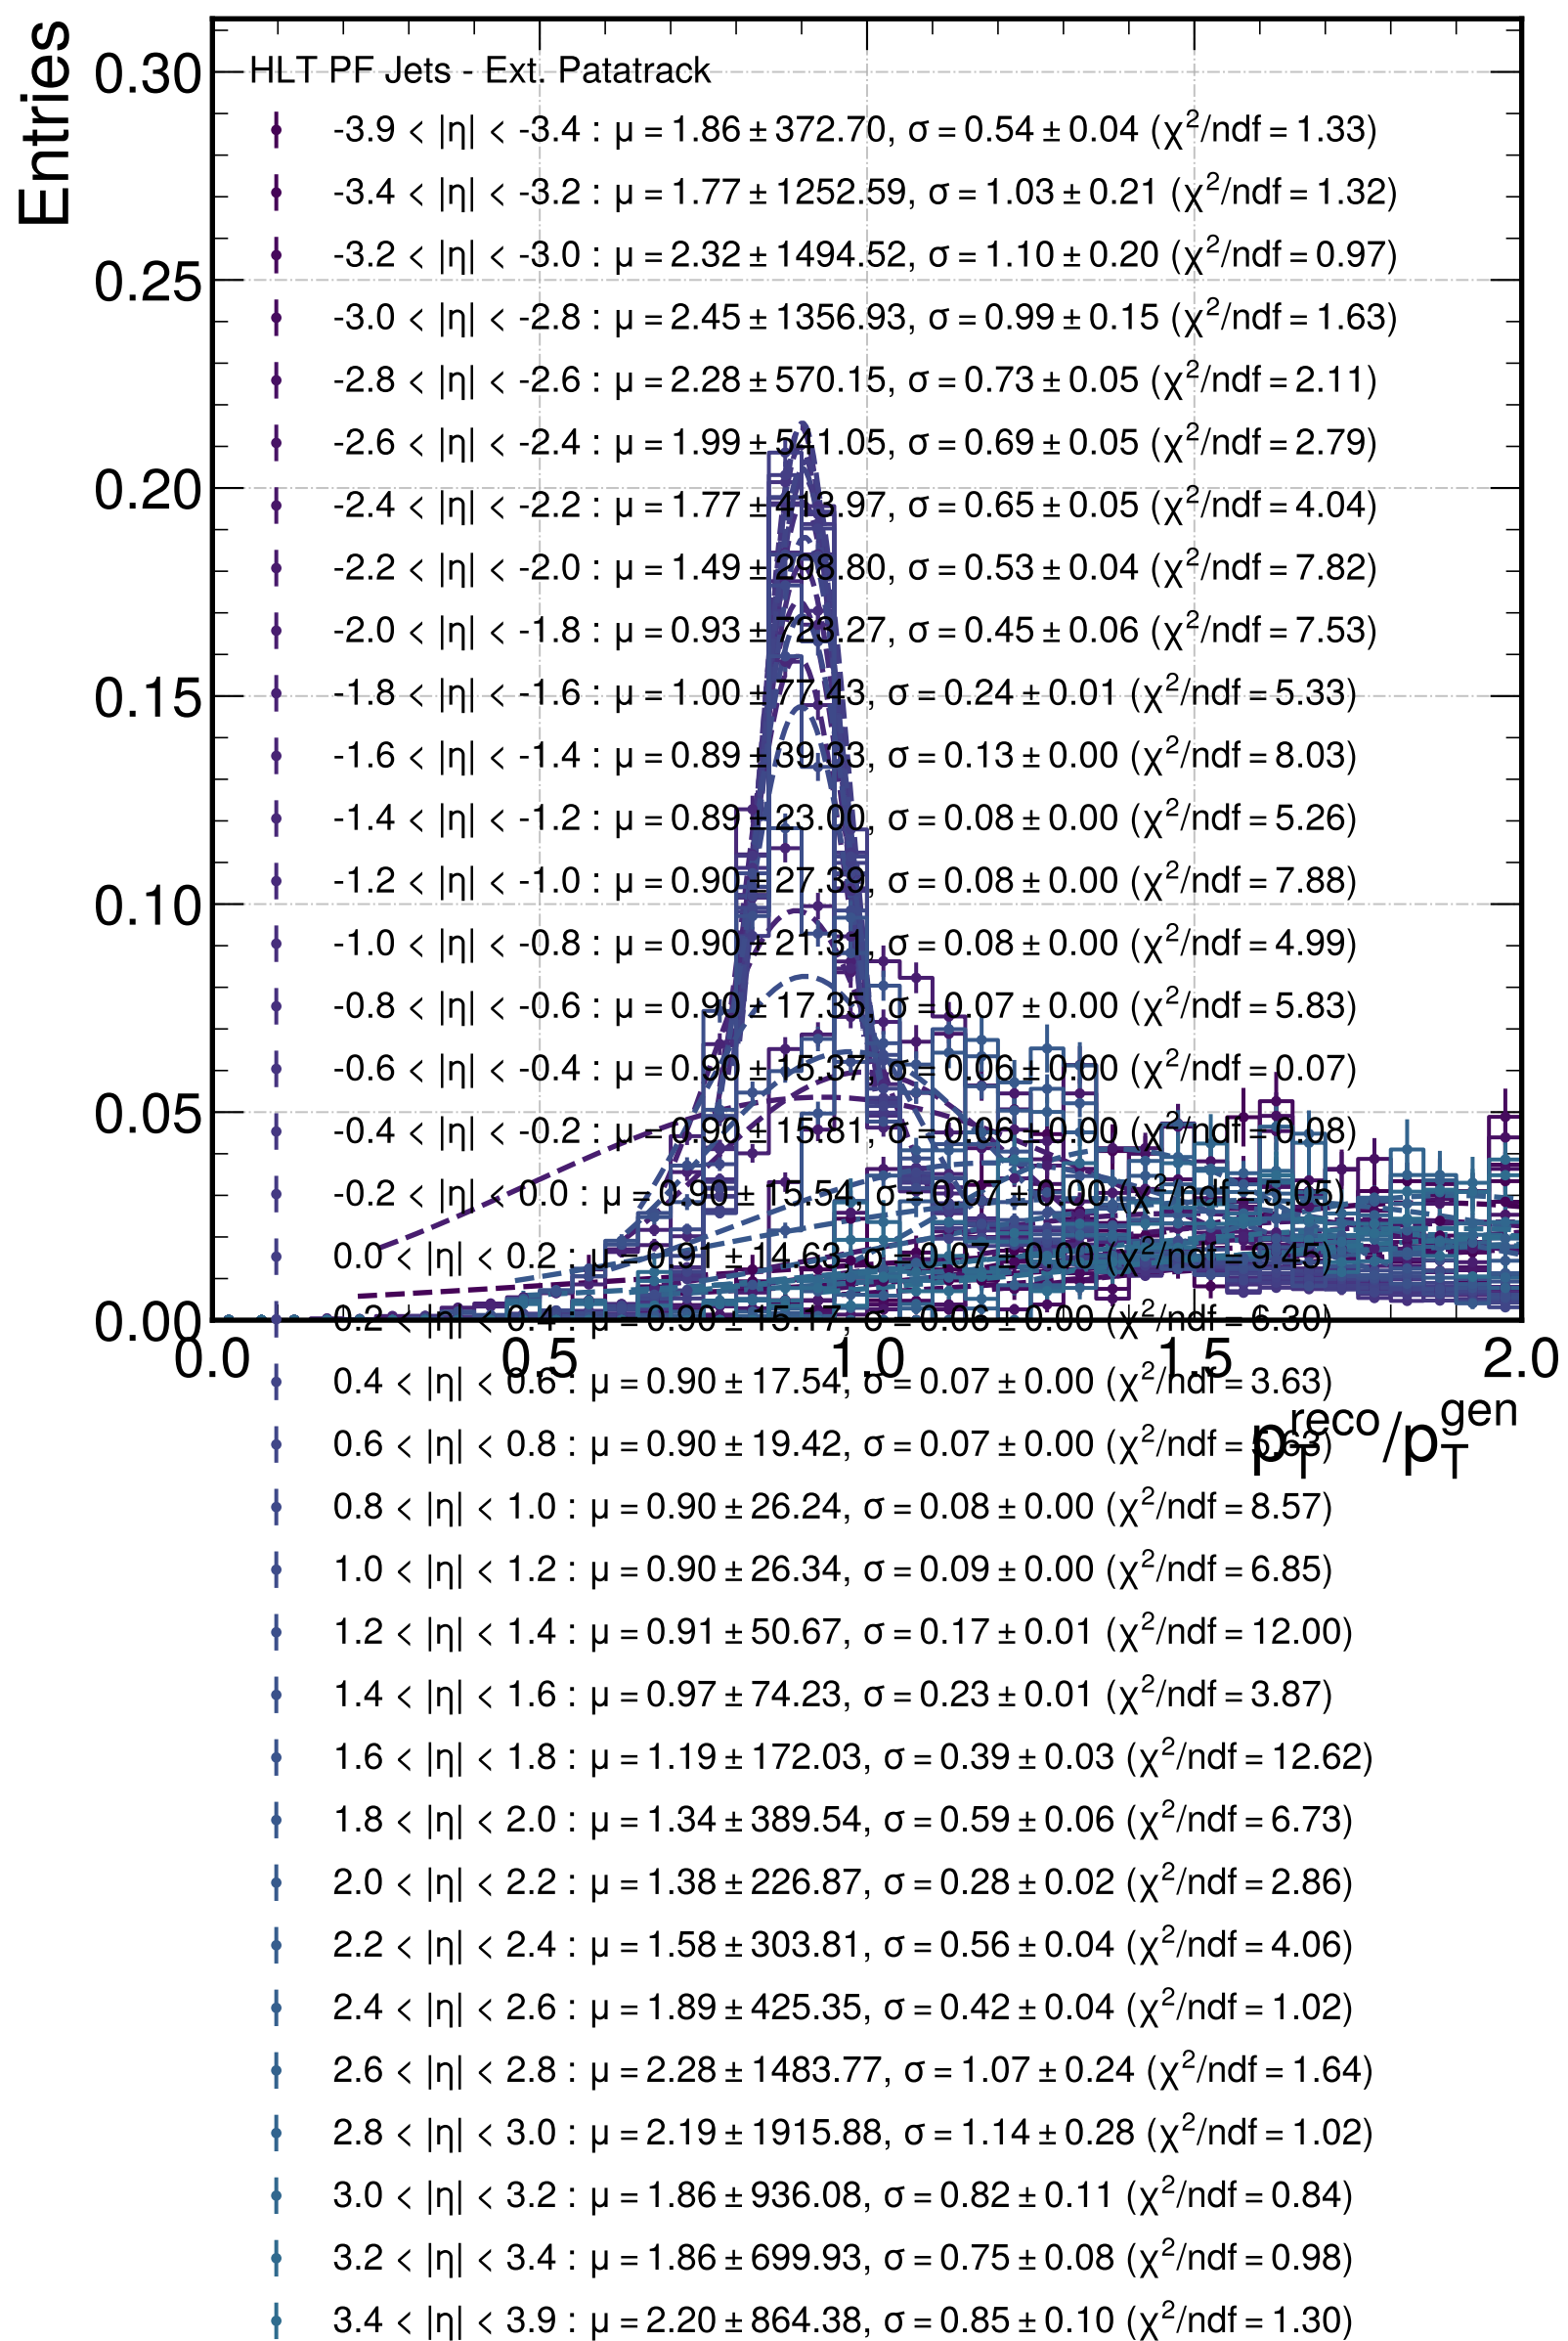 Entries
0.30
0.25
0.20
0.15
0.10
0.05
0.00
HLT PF Jets - Ext. Patatrack
-3.9 < |η| < -3.4 : μ = 1.86 ± 372.70, σ = 0.54 ± 0.04 (χ²/ndf = 1.33)
-3.4 < |η| < -3.2 : μ = 1.77 ± 1252.59, σ = 1.03 ± 0.21 (χ²/ndf = 1.32)
-3.2 < |η| < -3.0 : μ = 2.32 ± 1494.52, σ = 1.10 ± 0.20 (χ²/ndf = 0.97)
-3.0 < |η| < -2.8 : μ = 2.45 ± 1356.93, σ = 0.99 ± 0.15 (χ²/ndf = 1.63)
-2.8 < |η| < -2.6 : μ = 2.28 ± 570.15, σ = 0.73 ± 0.05 (χ²/ndf = 2.11)
-2.6 < |η| < -2.4 : μ = 1.99 ± 541.05, σ = 0.69 ± 0.05 (χ²/ndf = 2.79)
-2.4 < |η| < -2.2 : μ = 1.77 ± 413.97, σ = 0.65 ± 0.05 (χ²/ndf = 4.04)
-2.2 < |η| < -2.0 : μ = 1.49 ± 298.80, σ = 0.53 ± 0.04 (χ²/ndf = 7.82)
-2.0 < |η| < -1.8 : μ = 0.93 ± 723.27, σ = 0.45 ± 0.06 (χ²/ndf = 7.53)
-1.8 < |η| < -1.6 : μ = 1.00 ± 77.43, σ = 0.24 ± 0.01 (χ²/ndf = 5.33)
-1.6 < |η| < -1.4 : μ = 0.89 ± 39.33, σ = 0.13 ± 0.00 (χ²/ndf = 8.03)
-1.4 < |η| < -1.2 : μ = 0.89 ± 23.00, σ = 0.08 ± 0.00 (χ²/ndf = 5.26)
-1.2 < |η| < -1.0 : μ = 0.90 ± 27.39, σ = 0.08 ± 0.00 (χ²/ndf = 7.88)
-1.0 < |η| < -0.8 : μ = 0.90 ± 21.31, σ = 0.08 ± 0.00 (χ²/ndf = 4.99)
-0.8 < |η| < -0.6 : μ = 0.90 ± 17.35, σ = 0.07 ± 0.00 (χ²/ndf = 5.83)
-0.6 < |η| < -0.4 : μ = 0.90 ± 15.37, σ = 0.06 ± 0.00 (χ²/ndf = 0.07)
-0.4 < |η| < -0.2 : μ = 0.90 ± 15.81, σ = 0.06 ± 0.00 (χ²/ndf = 0.08)
-0.2 < |η| < 0.0 : μ = 0.90 ± 15.54, σ = 0.07 ± 0.00 (χ²/ndf = 5.05)
0.0 < |η| < 0.2 : μ = 0.91 ± 14.63, σ = 0.07 ± 0.00 (χ²/ndf = 9.45)
0.2 < |η| < 0.4 : μ = 0.90 ± 15.17, σ = 0.06 ± 0.00 (χ²/ndf = 6.30)
0.0 0.5 1.0 1.5 2.0
0.4 < |η| < 0.6 : μ = 0.90 ± 17.54, σ = 0.07 ± 0.00 (χ²/ndf = 3.63)
p_T^reco/p_T^gen
0.6 < |η| < 0.8 : μ = 0.90 ± 19.42, σ = 0.07 ± 0.00 (χ²/ndf = 5.63)
0.8 < |η| < 1.0 : μ = 0.90 ± 26.24, σ = 0.08 ± 0.00 (χ²/ndf = 8.57)
1.0 < |η| < 1.2 : μ = 0.90 ± 26.34, σ = 0.09 ± 0.00 (χ²/ndf = 6.85)
1.2 < |η| < 1.4 : μ = 0.91 ± 50.67, σ = 0.17 ± 0.01 (χ²/ndf = 12.00)
1.4 < |η| < 1.6 : μ = 0.97 ± 74.23, σ = 0.23 ± 0.01 (χ²/ndf = 3.87)
1.6 < |η| < 1.8 : μ = 1.19 ± 172.03, σ = 0.39 ± 0.03 (χ²/ndf = 12.62)
1.8 < |η| < 2.0 : μ = 1.34 ± 389.54, σ = 0.59 ± 0.06 (χ²/ndf = 6.73)
2.0 < |η| < 2.2 : μ = 1.38 ± 226.87, σ = 0.28 ± 0.02 (χ²/ndf = 2.86)
2.2 < |η| < 2.4 : μ = 1.58 ± 303.81, σ = 0.56 ± 0.04 (χ²/ndf = 4.06)
2.4 < |η| < 2.6 : μ = 1.89 ± 425.35, σ = 0.42 ± 0.04 (χ²/ndf = 1.02)
2.6 < |η| < 2.8 : μ = 2.28 ± 1483.77, σ = 1.07 ± 0.24 (χ²/ndf = 1.64)
2.8 < |η| < 3.0 : μ = 2.19 ± 1915.88, σ = 1.14 ± 0.28 (χ²/ndf = 1.02)
3.0 < |η| < 3.2 : μ = 1.86 ± 936.08, σ = 0.82 ± 0.11 (χ²/ndf = 0.84)
3.2 < |η| < 3.4 : μ = 1.86 ± 699.93, σ = 0.75 ± 0.08 (χ²/ndf = 0.98)
3.4 < |η| < 3.9 : μ = 2.20 ± 864.38, σ = 0.85 ± 0.10 (χ²/ndf = 1.30)